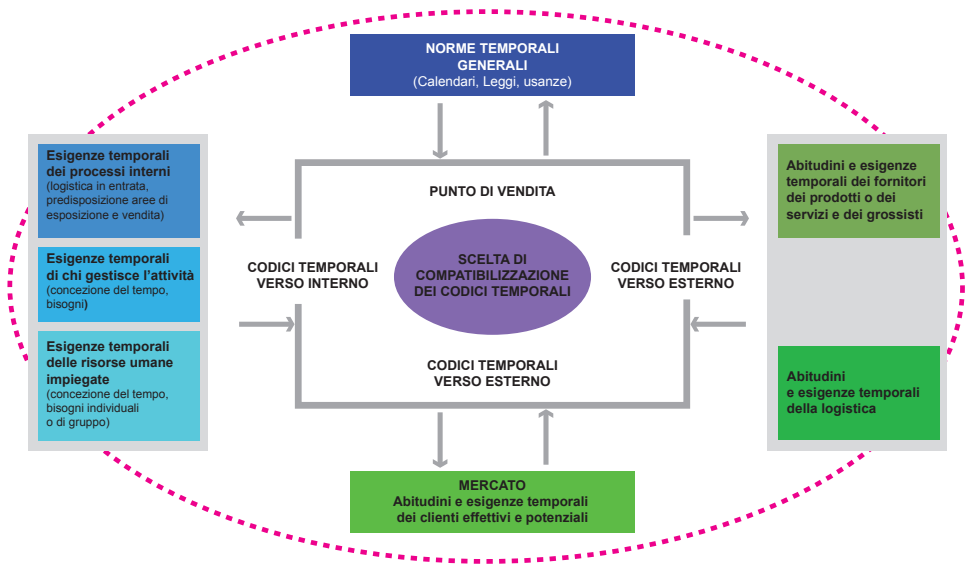 NORME TEMPORALI
GENERALI
(Calendari, Leggi, usanze)
Esigenze temporali
dei processi interni
(logistica in entrata,
predisposizione aree di
esposizione e vendita)
Esigenze temporali
di chi gestisce l'attività
(concezione del tempo,
bisogni)
Esigenze temporali
delle risorse umane
impiegate
(concezione del tempo,
bisogni individuali
o di gruppo)
PUNTO DI VENDITA
CODICI TEMPORALI
VERSO INTERNO
SCELTA DI
COMPATIBILIZZAZIONE
DEI CODICI TEMPORALI
CODICI TEMPORALI
VERSO ESTERNO
CODICI TEMPORALI
VERSO ESTERNO
Abitudini e esigenze
temporali dei fornitori
dei prodotti o dei
servizi e dei grossisti
Abitudini
e esigenze temporali
della logistica
MERCATO
Abitudini e esigenze temporali
dei clienti effettivi e potenziali